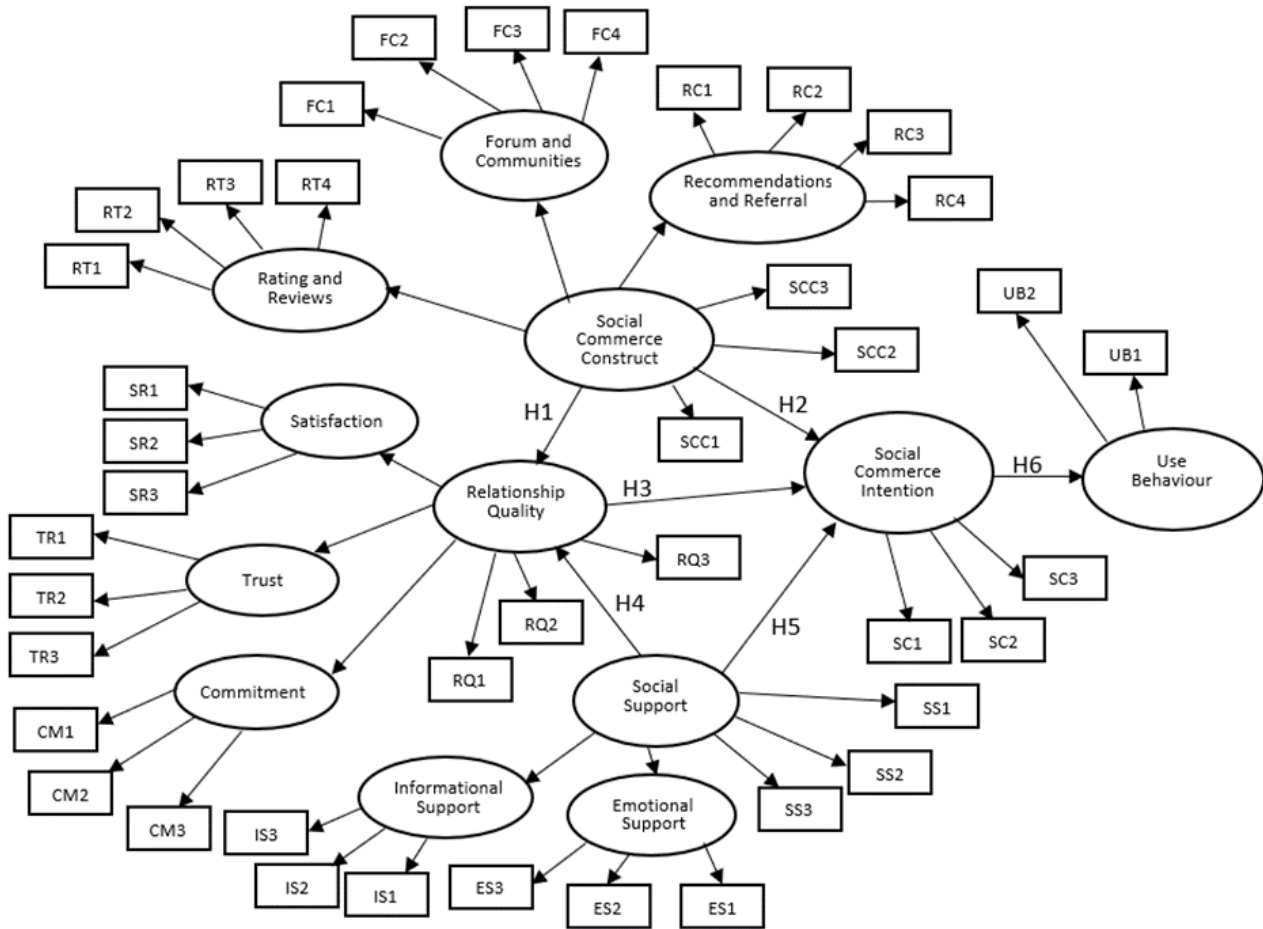 FC2
FC3
FC4
FC1
RC1
RC2
RC3
RC4
Forum and
Communities
Recommendations
and Referral
RT3
RT4
RT2
RT1
Rating and
Reviews
SCC3
SCC2
SCC1
Social
Commerce
Construct
UB2
UB1
SR1
SR2
SR3
Satisfaction
H1
H2
Social
Commerce
Intention
H6
Use
Behaviour
Relationship
Quality
H3
TR1
TR2
TR3
Trust
RQ3
RQ2
RQ1
H4
H5
SC3
SC2
SC1
Commitment
CM1
CM2
CM3
Social
Support
SS1
SS2
SS3
Informational
Support
Emotional
Support
IS3
IS2
IS1
ES3
ES2
ES1